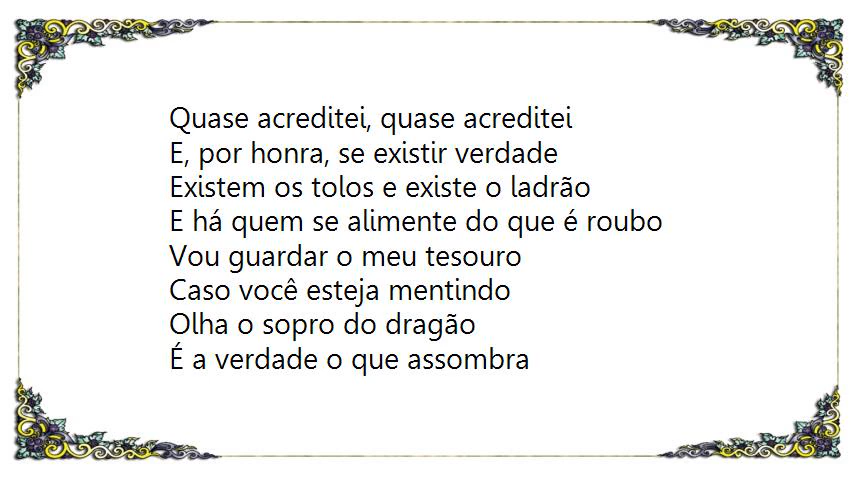 Quase acreditei, quase acreditei
E, por honra, se existir verdade
Existem os tolos e existe o ladrão
E há quem se alimente do que é roubo
Vou guardar o meu tesouro
Caso você esteja mentindo
Olha o sopro do dragão
É a verdade o que assombra